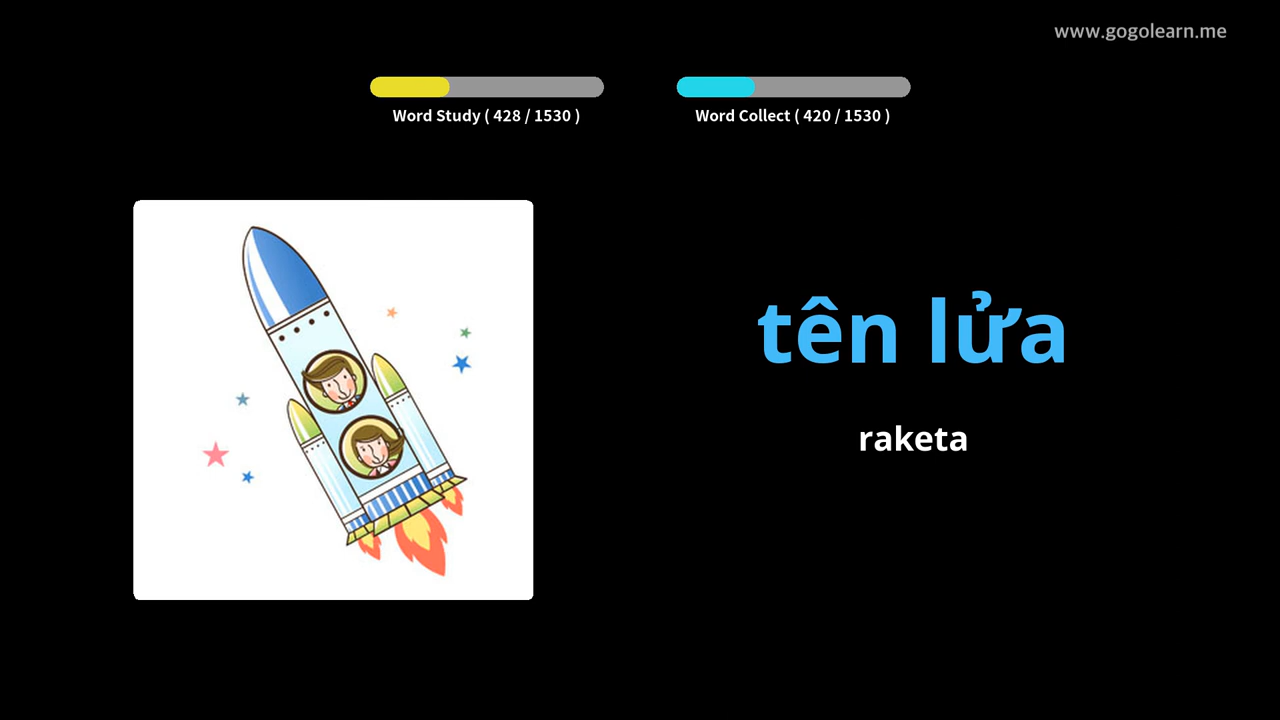 www.gogolearn.me
Word Study ( 428 / 1530 )
Word Collect ( 420 / 1530 )
tên lửa
raketa